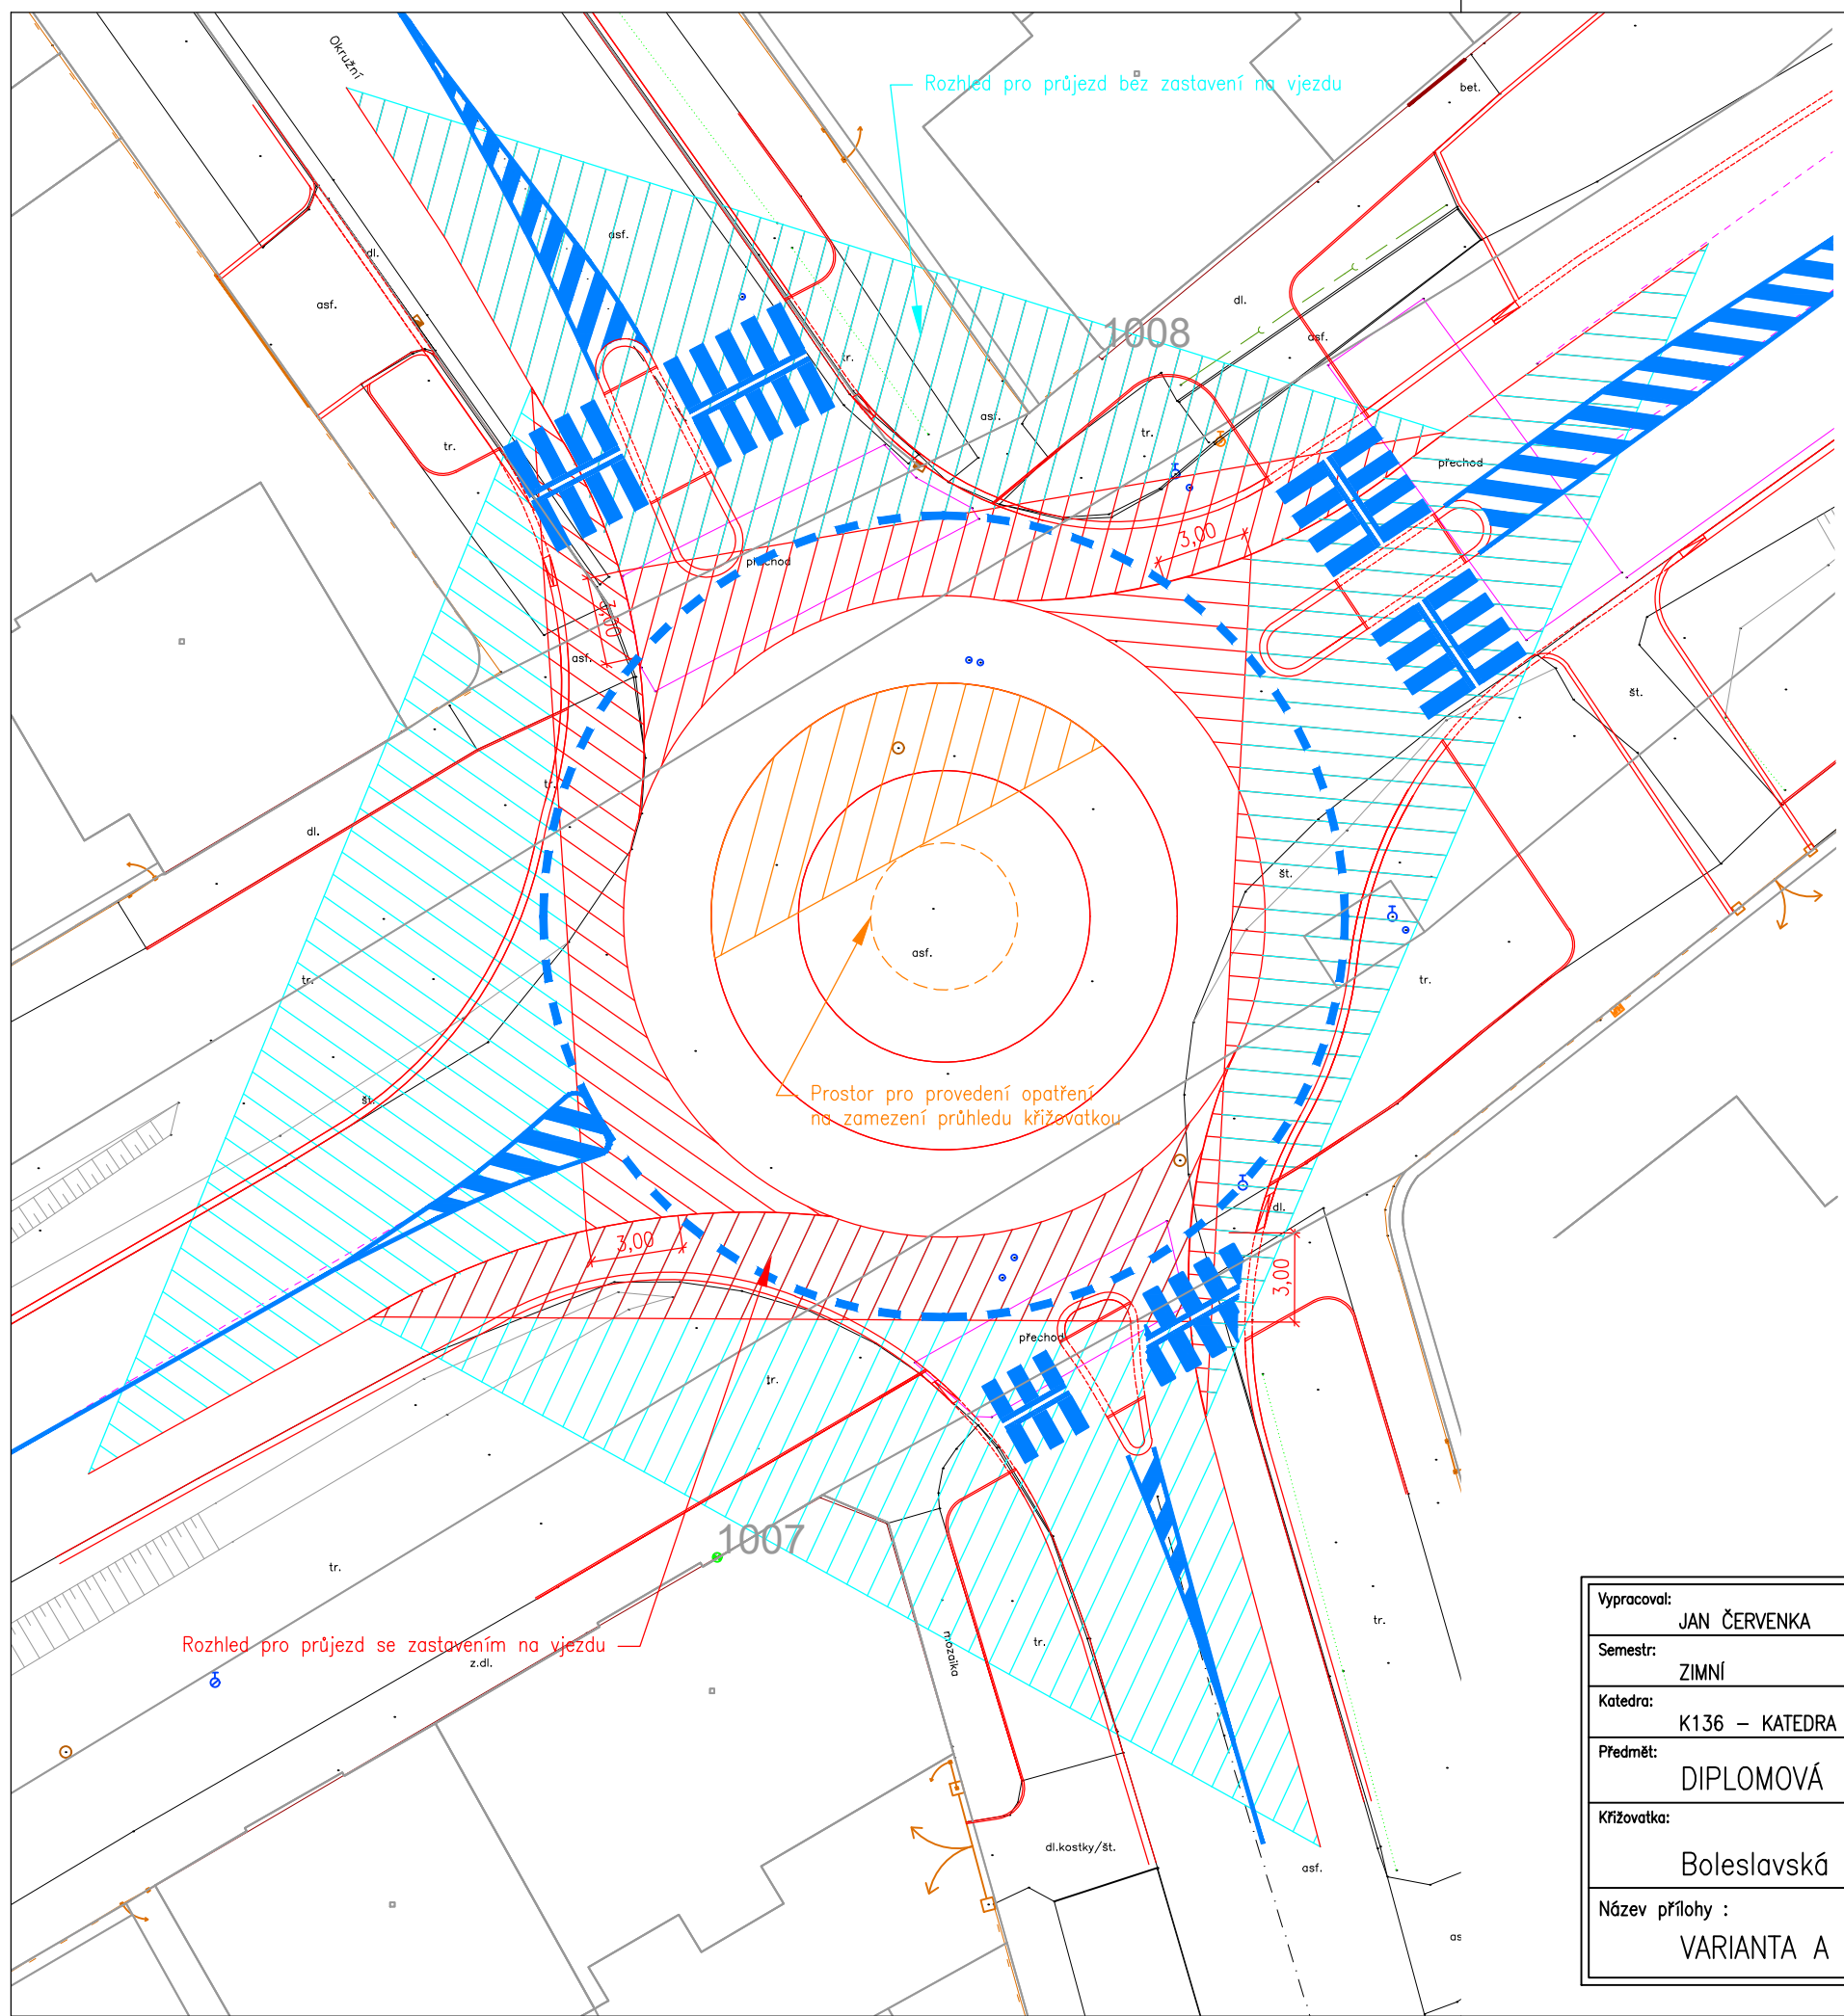 Okružní
Rozhled pro průjezd bez zastavení na vjezdu
bet.
asf.
dl.
asf.
dl.
1008
asf.
tr.
přechod
asf.
tr.
tr.
3,00
přechod
3,00
asf.
št.
tr.
dl.
št.
asf.
tr.
tr.
Prostor pro provedení opatření
na zamezení průhledu křižovatkou
št.
dl.
3,00
3,00
přechod
tr.
1007
tr.
tr.
tr.
mozaika
Rozhled pro průjezd se zastavením na vjezdu
z.dl.
dl.kostky/št.
asf.
as
Vypracoval:
JAN ČERVENKA
Semestr:
ZIMNÍ
Katedra:
K136 – KATEDRA
Předmět:
DIPLOMOVÁ
Křižovatka:
Boleslavská
Název přílohy :
VARIANTA A